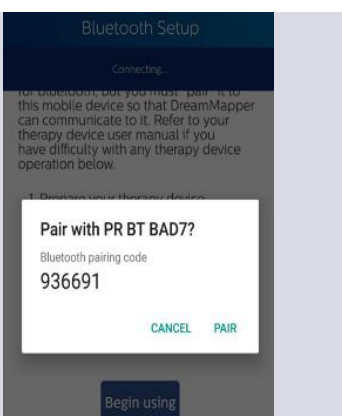 Bluetooth Setup
Connecting...
for bluetooth, but you must "pair" it to
this mobile device so that DreamMapper
can communicate to it. Refer to your
therapy device user manual if you
have difficulty with any therapy device
operation below.
1. Prepare your therapy device:
Pair with PR BT BAD7?
Bluetooth pairing code
936691
CANCEL PAIR
Begin using